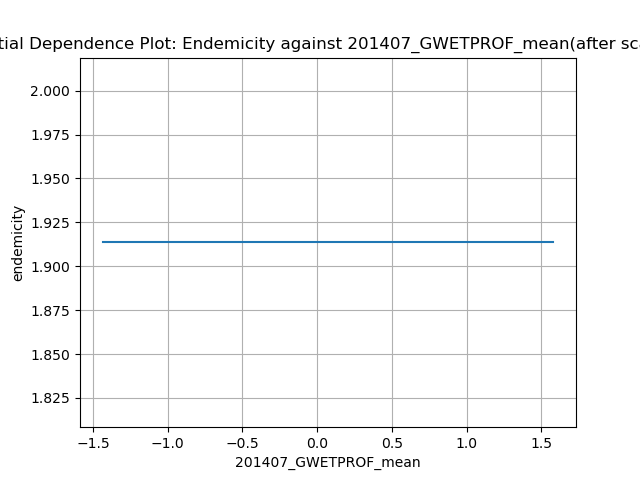 tial Dependence Plot: Endemicity against 201407_GWETPROF_mean(after sca
2.000
1.975
1.950
1.925
1.900
1.875
1.850
1.825
endemicity
−1.5 −1.0 −0.5 0.0 0.5 1.0 1.5
201407_GWETPROF_mean